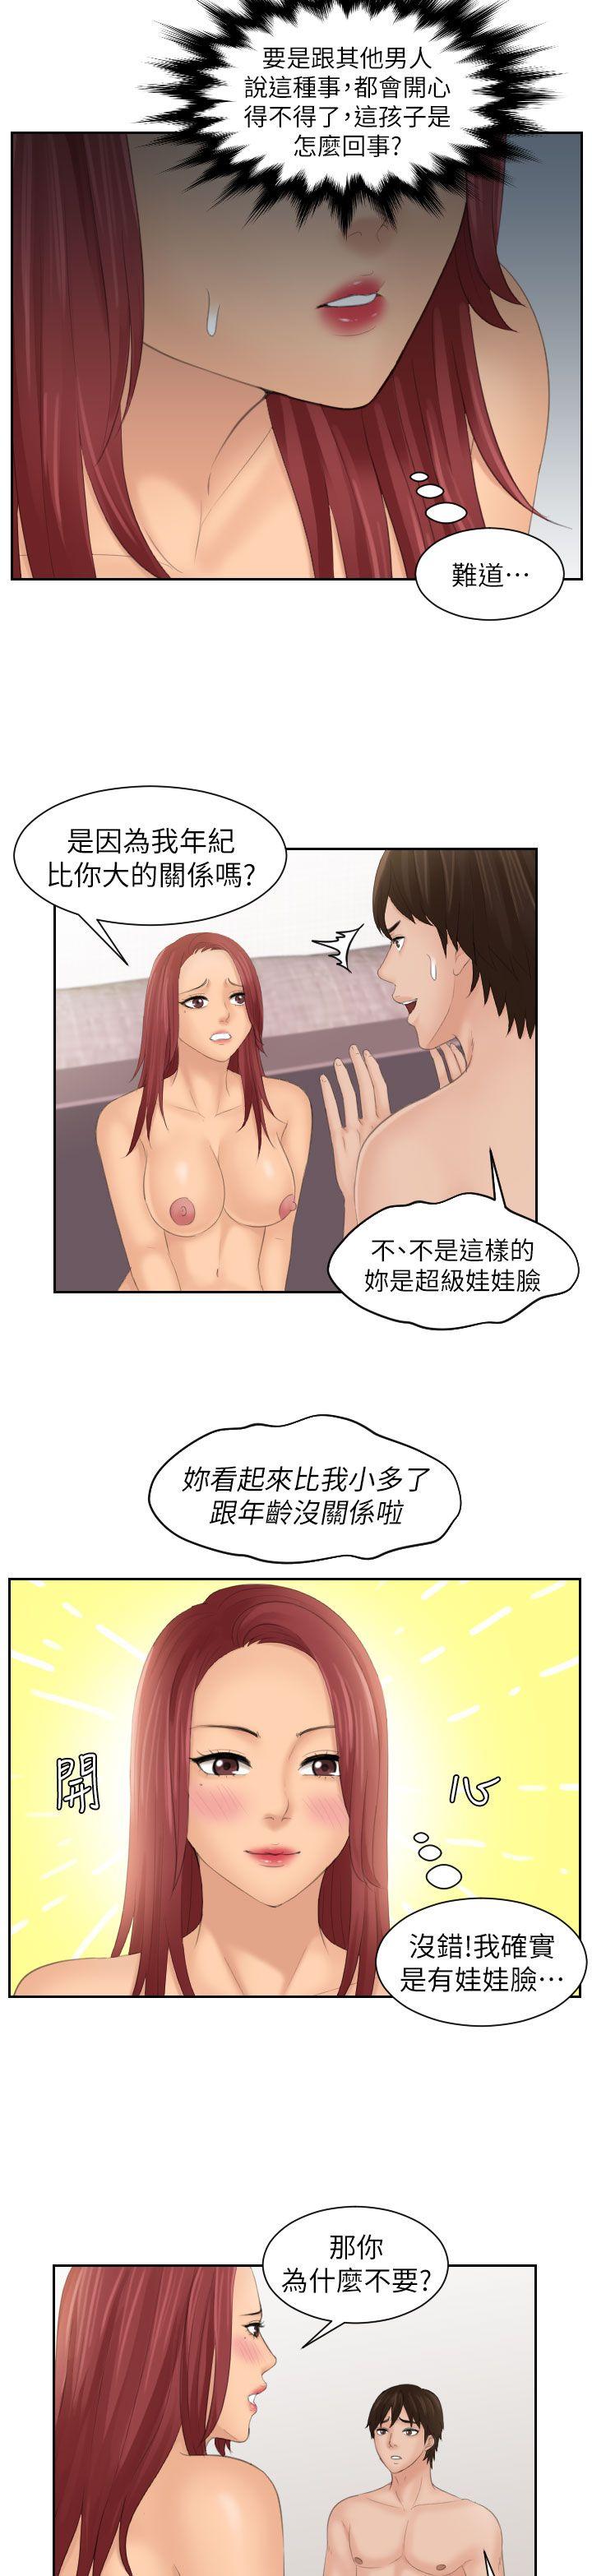 要是跟其他男人
說這種事，都會開心
得不得了，這孩子是
怎麼回事？
難道⋯
是因為我年紀
比你大的關係嗎？
不、不是這樣的
妳是超級娃娃臉
妳看起來比我小多了
跟年齡沒關係啦
開心
沒錯！我確實
是有娃娃臉⋯
那你
為什麼不要？